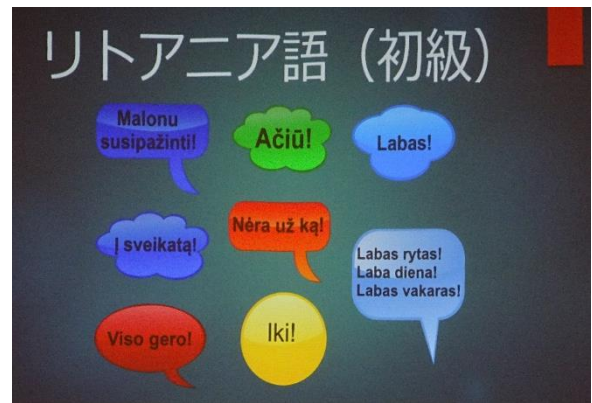 リトアニア語（初級）
Malonu
susipažinti!
Ačiū!
Labas!
Į sveikatą!
Nėra už ką!
Labas rytas!
Laba diena!
Labas vakaras!
Viso gero!
Iki!